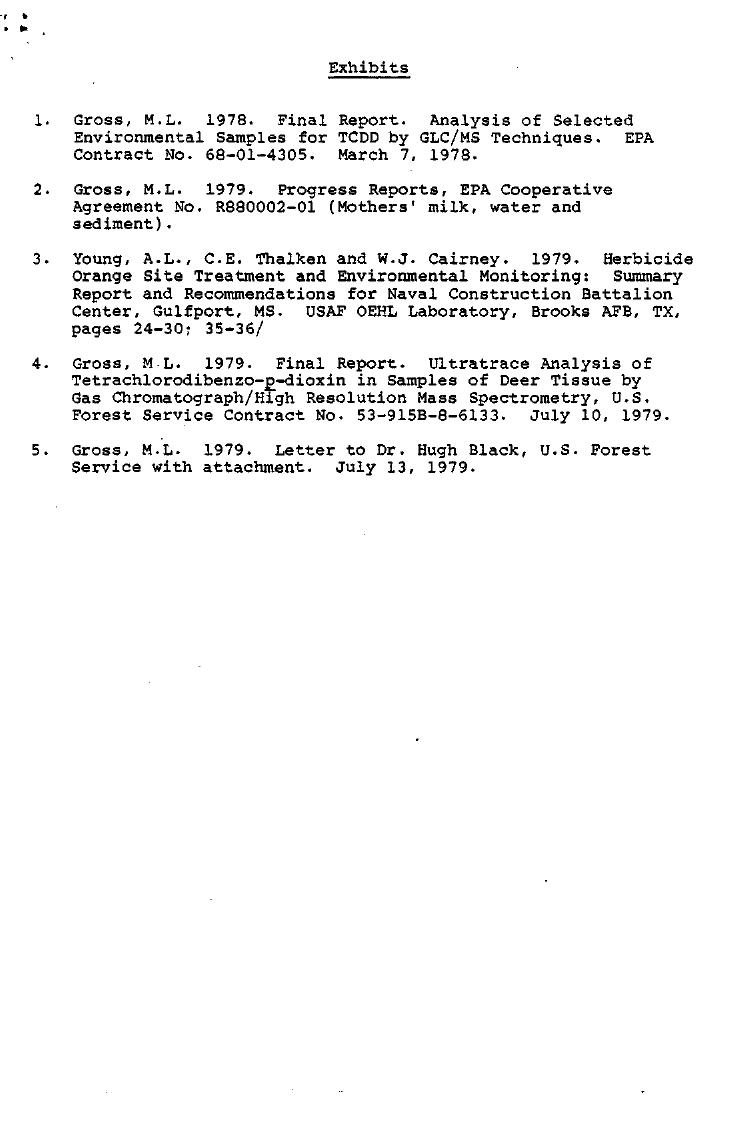 Exhibits
1. Gross, M.L. 1978. Final Report. Analysis of Selected
Environmental Samples for TCDD by GLC/MS Techniques. EPA
Contract No. 68-01-4305. March 7, 1978.
2. Gross, M.L. 1979. Progress Reports, EPA Cooperative
Agreement No. R880002-01 (Mothers' milk, water and
sediment).
3. Young, A.L., C.E. Thalken and W.J. Cairney. 1979. Herbicide
Orange Site Treatment and Environmental Monitoring: Summary
Report and Recommendations for Naval Construction Battalion
Center, Gulfport, MS. USAF OEHL Laboratory, Brooks AFB, TX,
pages 24-30; 35-36/
4. Gross, M.L. 1979. Final Report. Ultratrace Analysis of
Tetrachlorodibenzo-p-dioxin in Samples of Deer Tissue by
Gas Chromatograph/High Resolution Mass Spectrometry, U.S.
Forest Service Contract No. 53-915B-8-6133. July 10, 1979.
5. Gross, M.L. 1979. Letter to Dr. Hugh Black, U.S. Forest
Service with attachment. July 13, 1979.